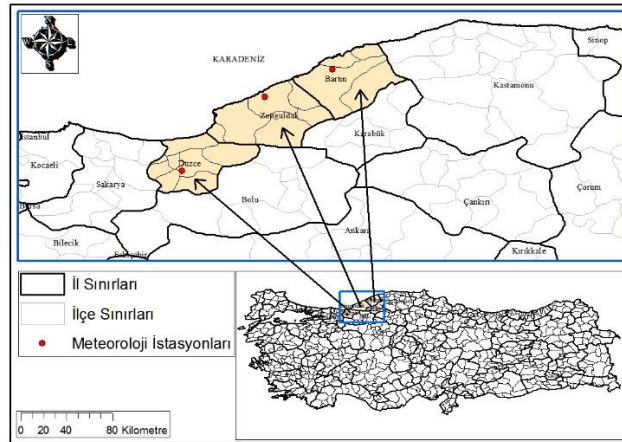 Sinop
KARADENİZ
Bartın
Kastamonu
Zonguldak
İstanbul
Karabük
Kocaeli
Düzce
Sakarya
Bolu
Çorum
Çankırı
Bursa
Ankara
Bilecik
Eskişehir
Kırıkkale
İl Sınırları
İlçe Sınırları
Meteoroloji İstasyonları
0 20 40 80 Kilometre